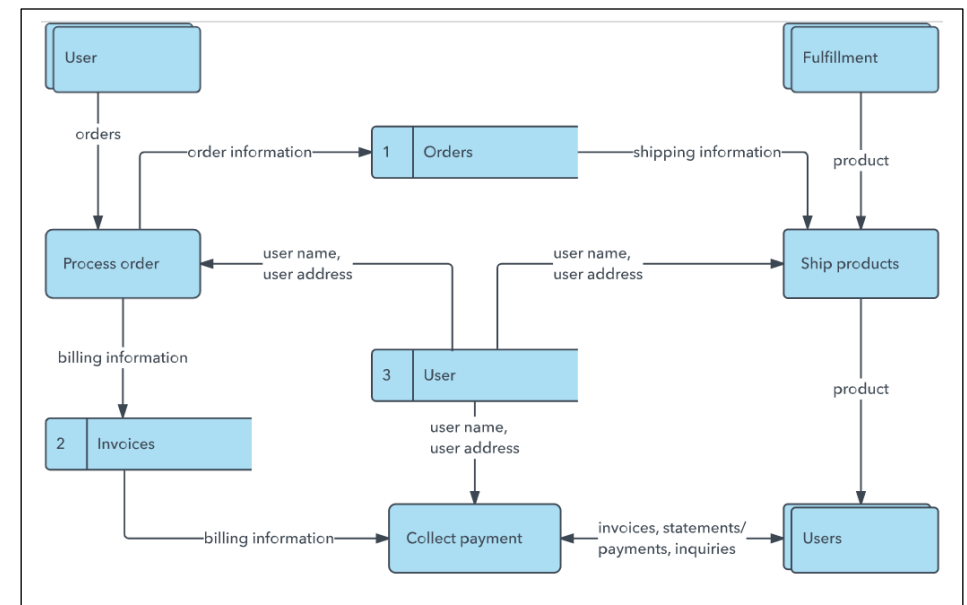 User
Fulfillment
orders
order information
1
Orders
shipping information
product
Process order
user name,
user address
user name,
user address
Ship products
billing information
3
User
product
2
Invoices
user name,
user address
billing information
Collect payment
invoices, statements/
payments, inquiries
Users